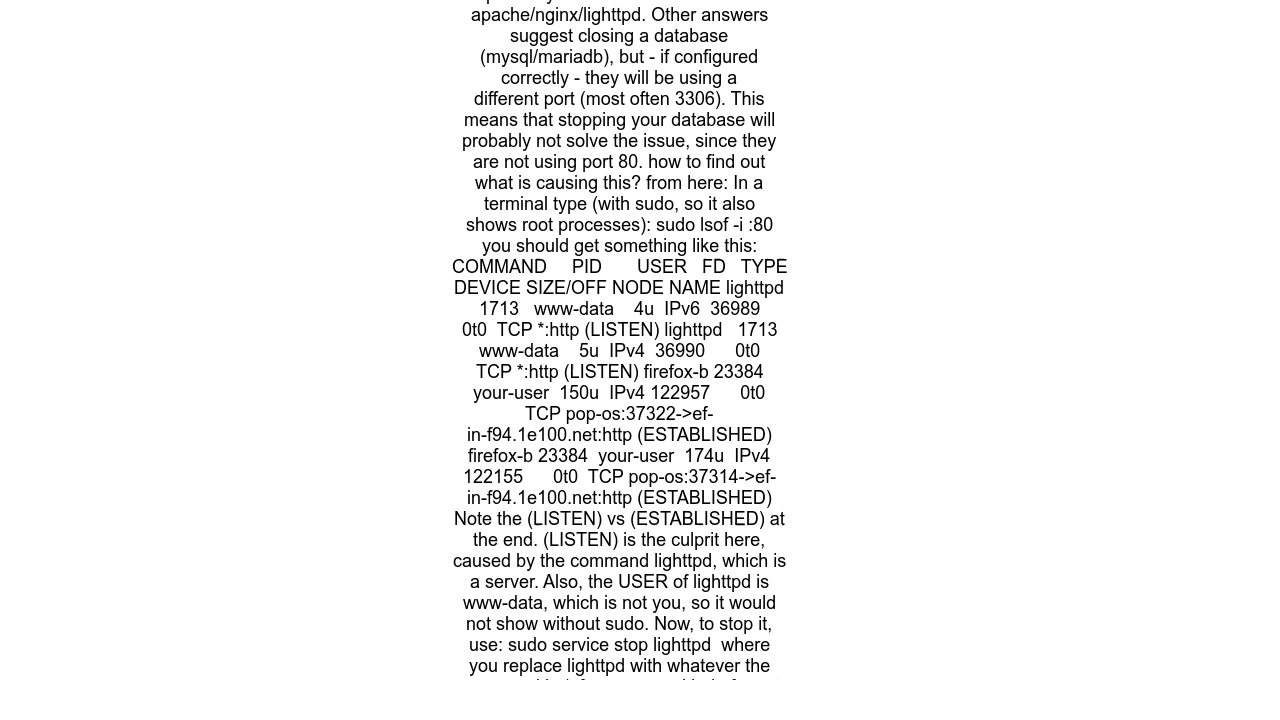 apache/nginx/lighttpd. Other answers
suggest closing a database
(mysql/mariadb), but - if configured
correctly - they will be using a
different port (most often 3306). This
means that stopping your database will
probably not solve the issue, since they
are not using port 80. how to find out
what is causing this? from here: In a
terminal type (with sudo, so it also
shows root processes): sudo lsof -i :80
you should get something like this:
COMMAND     PID       USER   FD   TYPE
DEVICE SIZE/OFF NODE NAME lighttpd
1713   www-data    4u  IPv6  36989
0t0  TCP *:http (LISTEN) lighttpd   1713
www-data    5u  IPv4  36990      0t0
TCP *:http (LISTEN) firefox-b 23384
your-user  150u  IPv4 122957      0t0
TCP pop-os:37322->ef-
in-f94.1e100.net:http (ESTABLISHED)
firefox-b 23384  your-user  174u  IPv4
122155      0t0  TCP pop-os:37314->ef-
in-f94.1e100.net:http (ESTABLISHED)
Note the (LISTEN) vs (ESTABLISHED) at
the end. (LISTEN) is the culprit here,
caused by the command lighttpd, which is
a server. Also, the USER of lighttpd is
www-data, which is not you, so it would
not show without sudo. Now, to stop it,
use: sudo service stop lighttpd  where
you replace lighttpd with whatever the